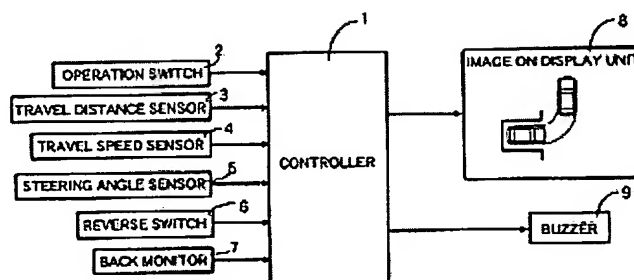 1
2
OPERATION SWITCH
3
TRAVEL DISTANCE SENSOR
4
TRAVEL SPEED SENSOR
5
STEERING ANGLE SENSOR
6
REVERSE SWITCH
7
BACK MONITOR
CONTROLLER
8
IMAGE ON DISPLAY UNIT
9
BUZZER